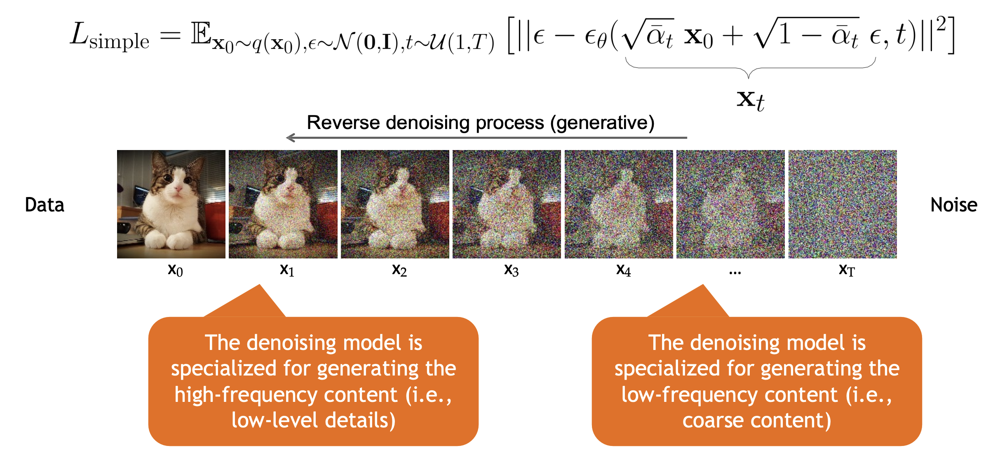 L_simple = 𝔼_{x₀∼q(x₀),ϵ∼𝒩(0,I),t∼𝒰(1,T)} [||ϵ − ϵ_θ(√ᾱ_t x₀ + √1 − ᾱ_t ϵ, t)||²]
x_t
Reverse denoising process (generative)
Data
Noise
x₀ x₁ x₂ x₃ x₄ ... x_T
The denoising model is
specialized for generating the
high-frequency content (i.e.,
low-level details)
The denoising model is
specialized for generating the
low-frequency content (i.e.,
coarse content)